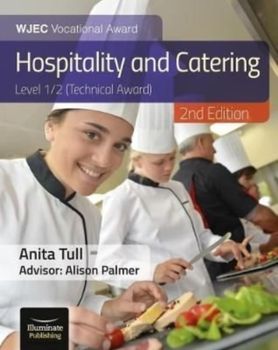 WJEC Vocational Award
Hospitality and Catering
Level 1/2 (Technical Award)
2nd Edition
Anita Tull
Advisor: Alison Palmer
Illuminate
Publishing